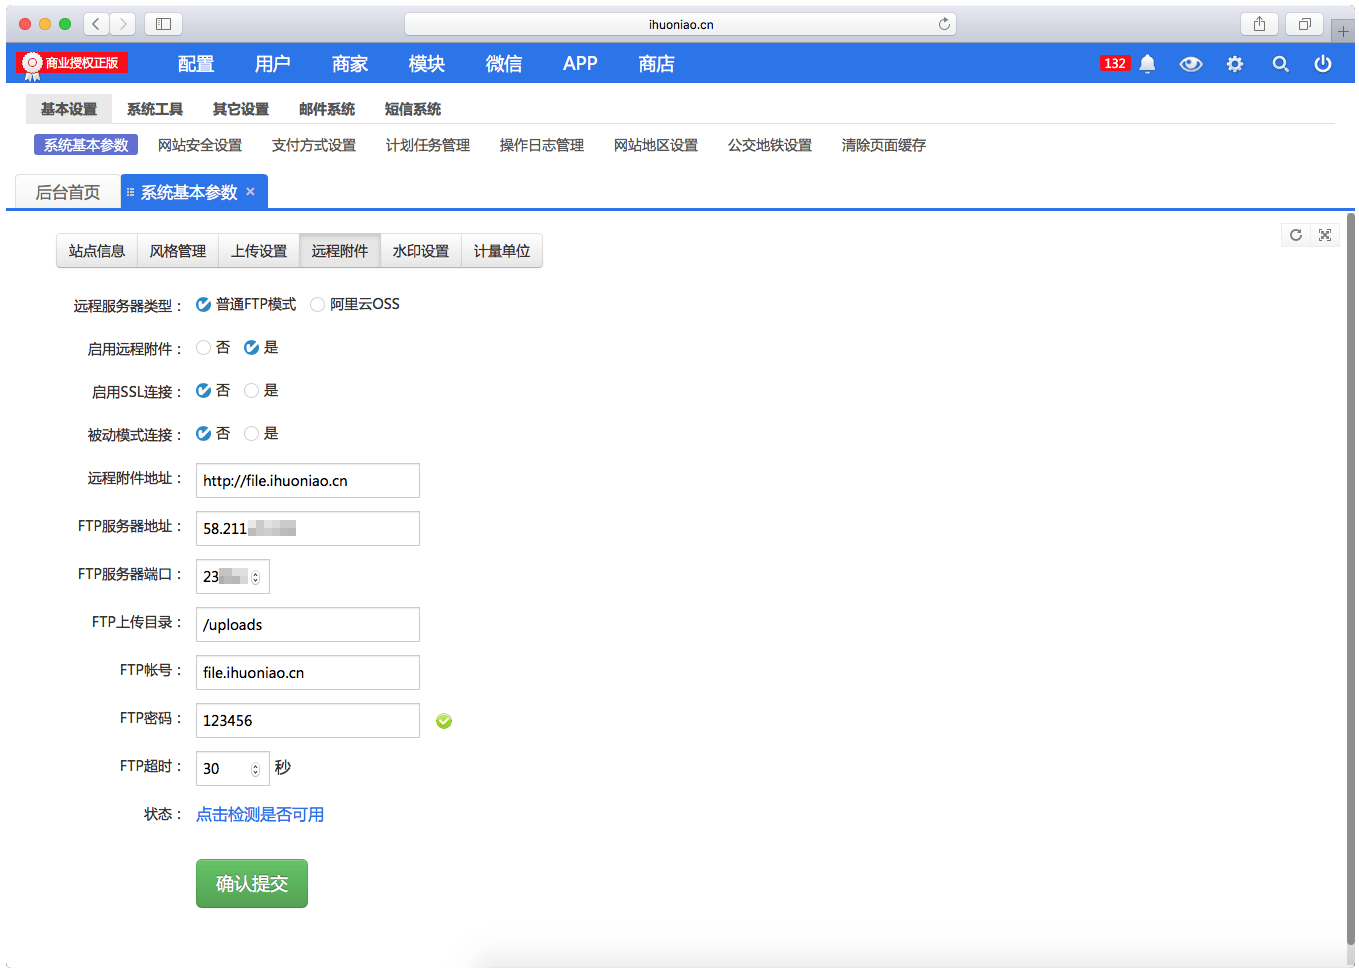 ihuoniao.cn
商业授权正版 配置 用户 商家 模块 微信 APP 商店 132
基本设置 系统工具 其它设置 邮件系统 短信系统
系统基本参数 网站安全设置 支付方式设置 计划任务管理 操作日志管理 网站地区设置 公交地铁设置 清除页面缓存
后台首页 系统基本参数 ×
站点信息 风格管理 上传设置 远程附件 水印设置 计量单位
远程服务器类型： 普通FTP模式 阿里云OSS
启用远程附件： 否 是
启用SSL连接： 否 是
被动模式连接： 否 是
远程附件地址： http://file.ihuoniao.cn
FTP服务器地址： 58.211
FTP服务器端口： 23
FTP上传目录： /uploads
FTP帐号： file.ihuoniao.cn
FTP密码： 123456
FTP超时： 30 秒
状态： 点击检测是否可用
确认提交